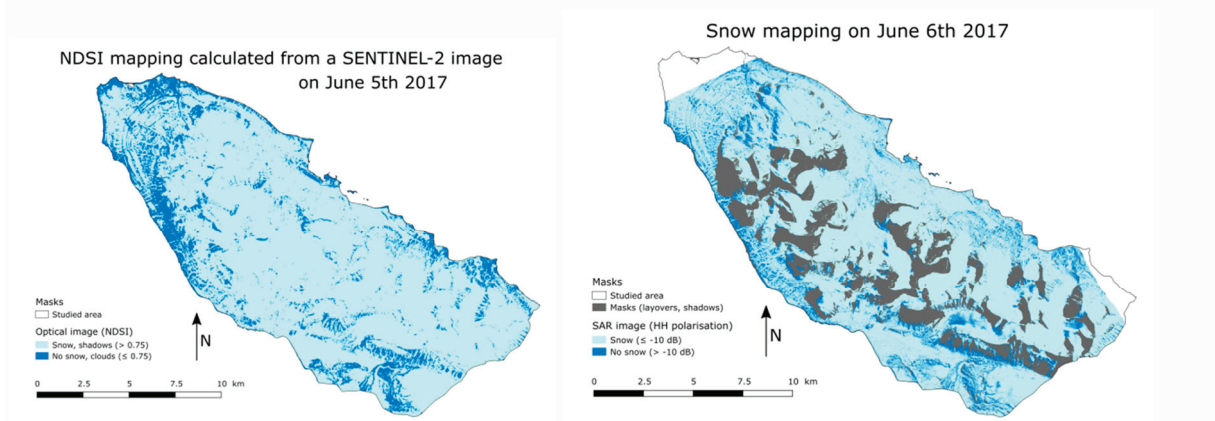 NDSI mapping calculated from a SENTINEL-2 image
on June 5th 2017
N
Masks
Studied area
Optical image (NDSI)
Snow, shadows (> 0.75)
No snow, clouds (≤ 0.75)
0 2.5 5 7.5 10 km
Snow mapping on June 6th 2017
N
Masks
Studied area
Masks (layovers, shadows)
SAR image (HH polarisation)
Snow (≤ -10 dB)
No snow (> -10 dB)
0 2.5 5 7.5 10 km